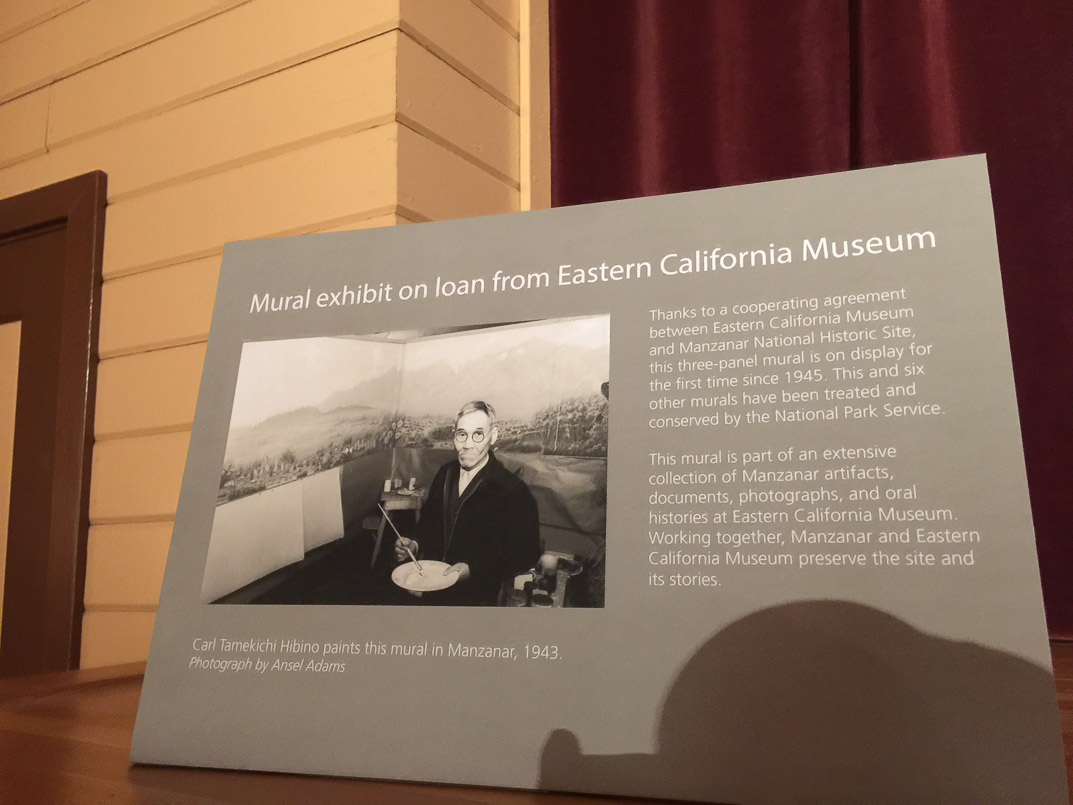 Mural exhibit on loan from Eastern California Museum
Thanks to a cooperating agreement
between Eastern California Museum
and Manzanar National Historic Site,
this three-panel mural is on display for
the first time since 1945. This and six
other murals have been treated and
conserved by the National Park Service.
This mural is part of an extensive
collection of Manzanar artifacts,
documents, photographs, and oral
histories at Eastern California Museum.
Working together, Manzanar and Eastern
California Museum preserve the site and
its stories.
Carl Tamekichi Hibino paints this mural in Manzanar, 1943.
Photograph by Ansel Adams